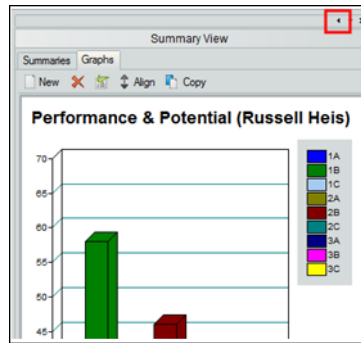 Summary View
Summaries Graphs
New Align Copy
Performance & Potential (Russell Heis)
70
65
60
55
50
45
1A
1B
1C
2A
2B
2C
3A
3B
3C